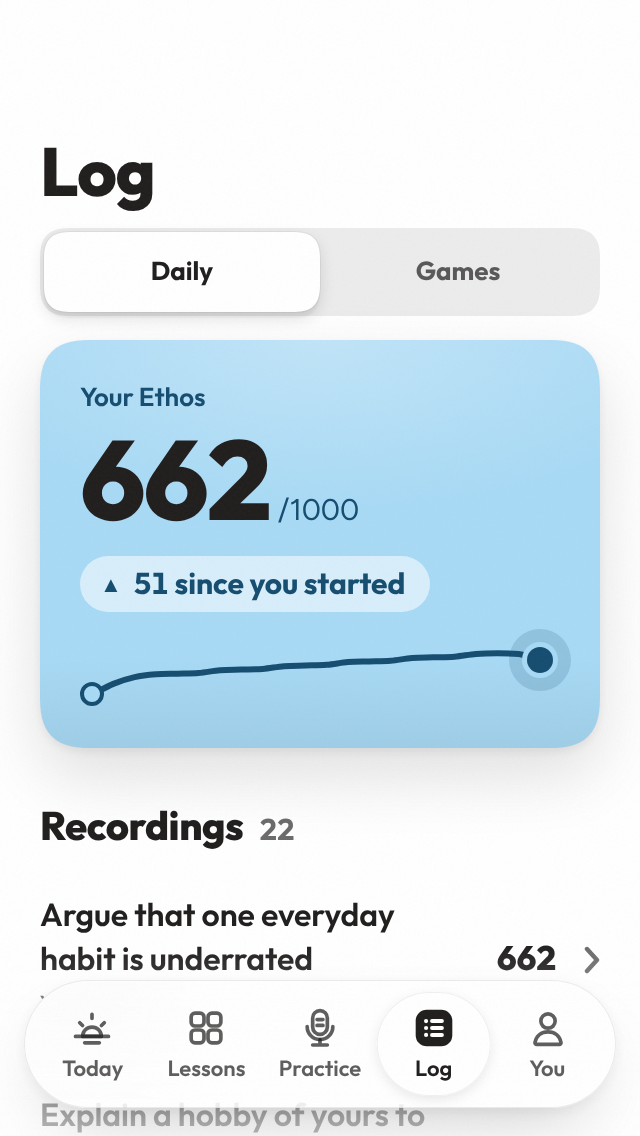 Log
Daily
Games
Your Ethos
662 /1000
▲ 51 since you started
Recordings 22
Argue that one everyday
habit is underrated
662
Today
Lessons
Practice
Log
You
Explain a hobby of yours to